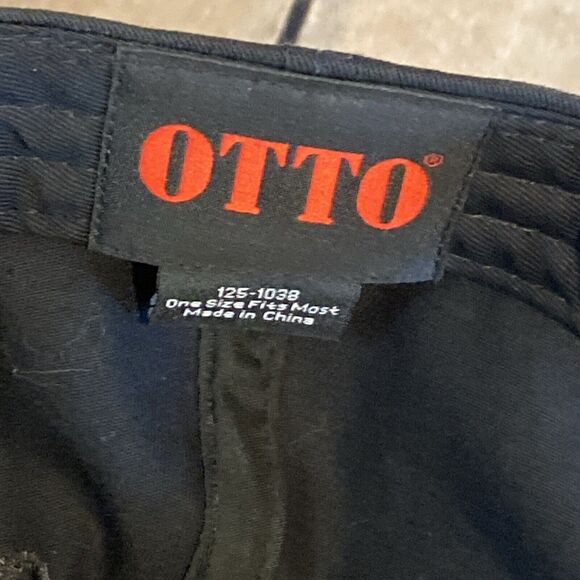 OTTO®
125-1038
One Size Fits Most
Made in China